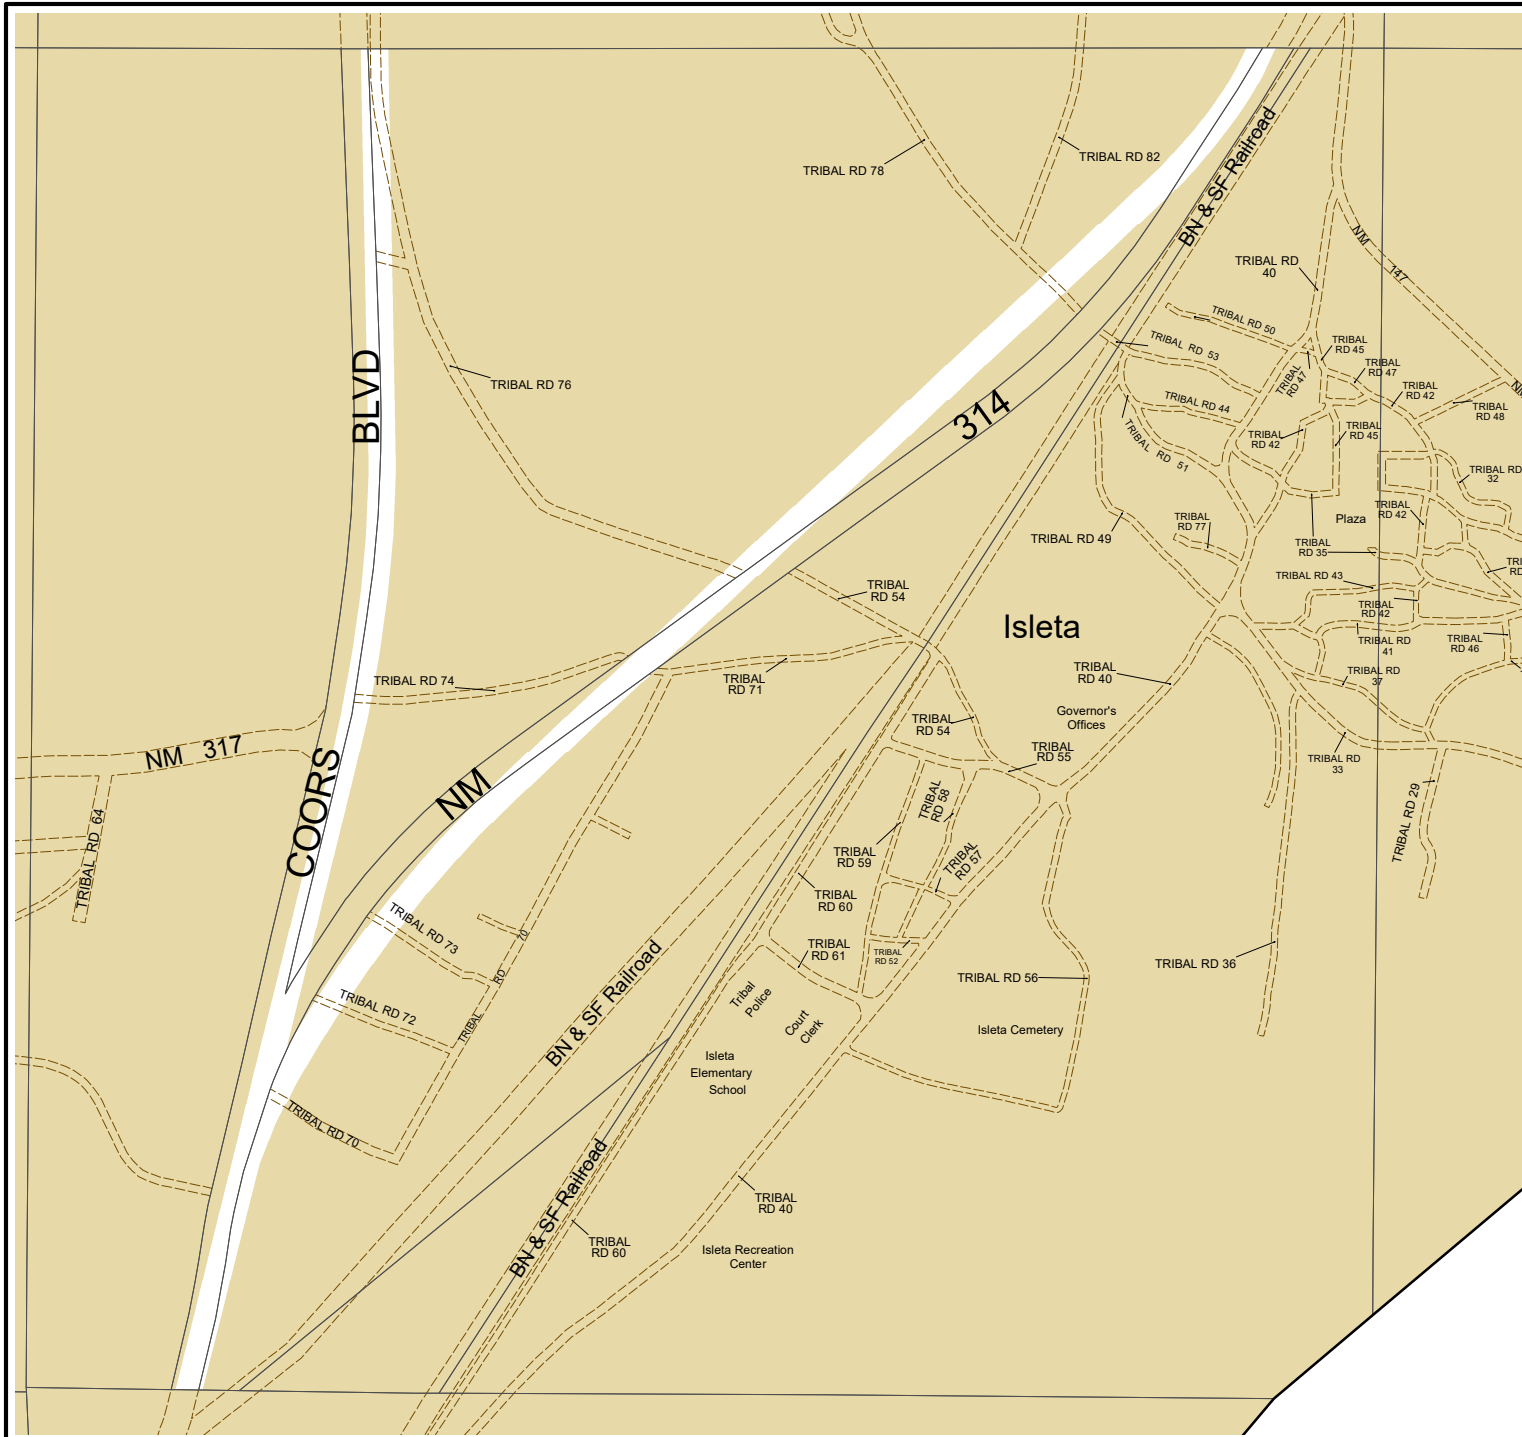 TRIBAL RD 78
TRIBAL RD 82
BN & SF Railroad
NM 147
TRIBAL RD
40
TRIBAL RD 50
TRIBAL RD 53
TRIBAL
RD 45
TRIBAL
RD 47
TRIBAL
RD 47
TRIBAL
RD 42
NM
BLVD
TRIBAL RD 76
314
TRIBAL RD 44
TRIBAL
RD 48
TRIBAL RD 51
TRIBAL
RD 42
TRIBAL
RD 45
TRIBAL RD
32
TRIBAL RD 49
TRIBAL
RD 77
Plaza
TRIBAL
RD 42
TRIBAL
RD 35
TRIBAL RD 43
TRI
RD
TRIBAL
RD 54
Isleta
TRIBAL
RD 42
TRIBAL RD
41
TRIBAL
RD 46
TRIBAL RD 74
TRIBAL
RD 71
TRIBAL
RD 40
TRIBAL RD
37
Governor's
Offices
TRIBAL
RD 54
TRIBAL
RD 55
NM 317
TRIBAL RD
33
COORS
NM
TRIBAL RD 64
TRIBAL
RD 58
TRIBAL RD 29
TRIBAL
RD 59
TRIBAL
RD 57
TRIBAL
RD 60
TRIBAL RD 73
TRIBAL RD 70
BN & SF Railroad
TRIBAL
RD 61
TRIBAL
RD 52
TRIBAL RD 56
TRIBAL RD 36
TRIBAL RD 72
Tribal
Police
Court
Clerk
Isleta Cemetery
Isleta
Elementary
School
TRIBAL RD 70
BN & SF Railroad
TRIBAL
RD 40
TRIBAL
RD 60
Isleta Recreation
Center